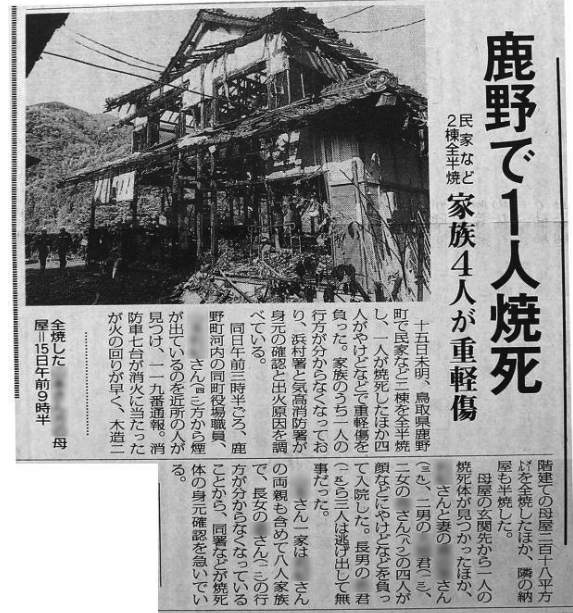 鹿野で1人焼死
民家など
2棟全半焼
家族4人が重軽傷
十五日未明、鳥取県鹿野
町で民家など二棟を全半焼
し、一人が焼死したほか四
人がやけどなどで重軽傷を
負った。家族のうち一人の
行方が分からなくなってお
り、浜村署と気高消防署が
身元の確認と出火原因を調
べている。
同日午前三時半ごろ、鹿
野町河内の同町役場職員、
さん方から煙
が出ているのを近所の人が
見つけ、一一九番通報。消
防車七台が消火に当たった
が火の回りが早く、木造二
階建ての母屋二百十八平方
㍍を全焼したほか、隣の納
屋も半焼した。
母屋の玄関先から一人の
焼死体が見つかったほか、
さんと妻の さん
、二男の 君、
二女の さん(八)の四人が
顔などにやけどなどを負っ
て入院した。長男の 君
ら三人は逃げ出して無
事だった。
さん一家は さん
の両親も含めて八人家族
で、長女の さんの行
方が分からなくなっている
ことから、同署などが焼死
体の身元確認を急いでい
る。
全焼した の母
屋=15日午前9時半